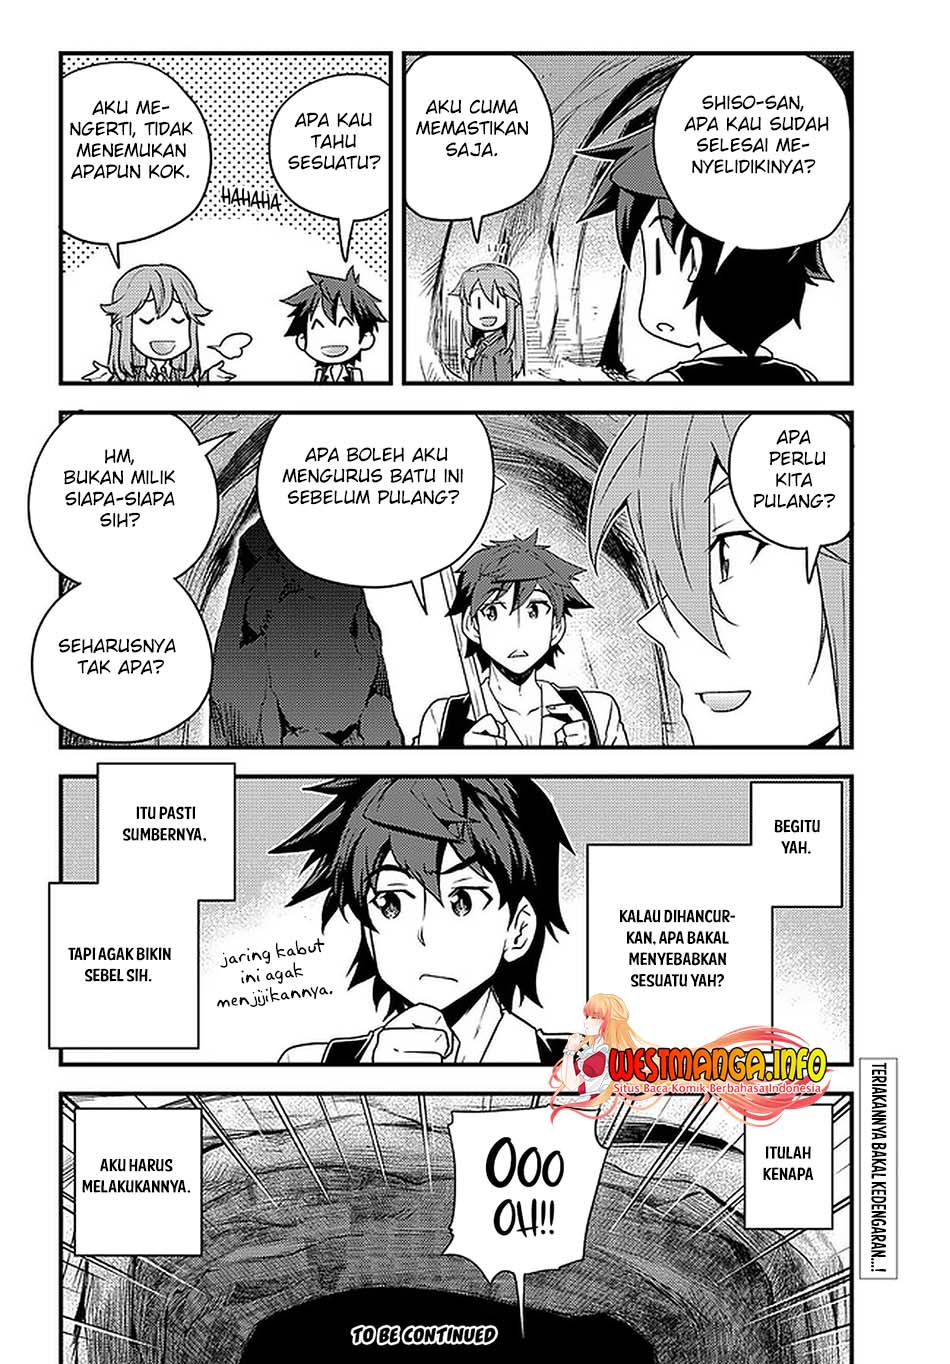 SHISO-SAN,
APA KAU SUDAH
SELESAI ME-
NYELIDIKINYA?
AKU CUMA
MEMASTIKAN
SAJA.
APA KAU
TAHU
SESUATU?
AKU ME-
NGERTI, TIDAK
MENEMUKAN
APAPUN KOK.
HAHAHA
APA
PERLU
KITA
PULANG?
APA BOLEH AKU
MENGURUS BATU INI
SEBELUM PULANG?
HM,
BUKAN MILIK
SIAPA-SIAPA
SIH?
SEHARUSNYA
TAK APA?
BEGITU
YAH.
KALAU DIHANCUR-
KAN, APA BAKAL
MENYEBABKAN
SESUATU YAH?
ITU PASTI
SUMBERNYA,
TAPI AGAK BIKIN
SEBEL SIH.
jaring kabut
ini agak
menjijikannya.
WESTMANGA.INFO
Situs Baca Komik Berbahasa Indonesia
ITULAH
KENAPA
AKU HARUS
MELAKUKANNYA.
OOO
OH!!
TERIAKANNYA BAKAL KEDENGARAN...!
TO BE CONTINUED